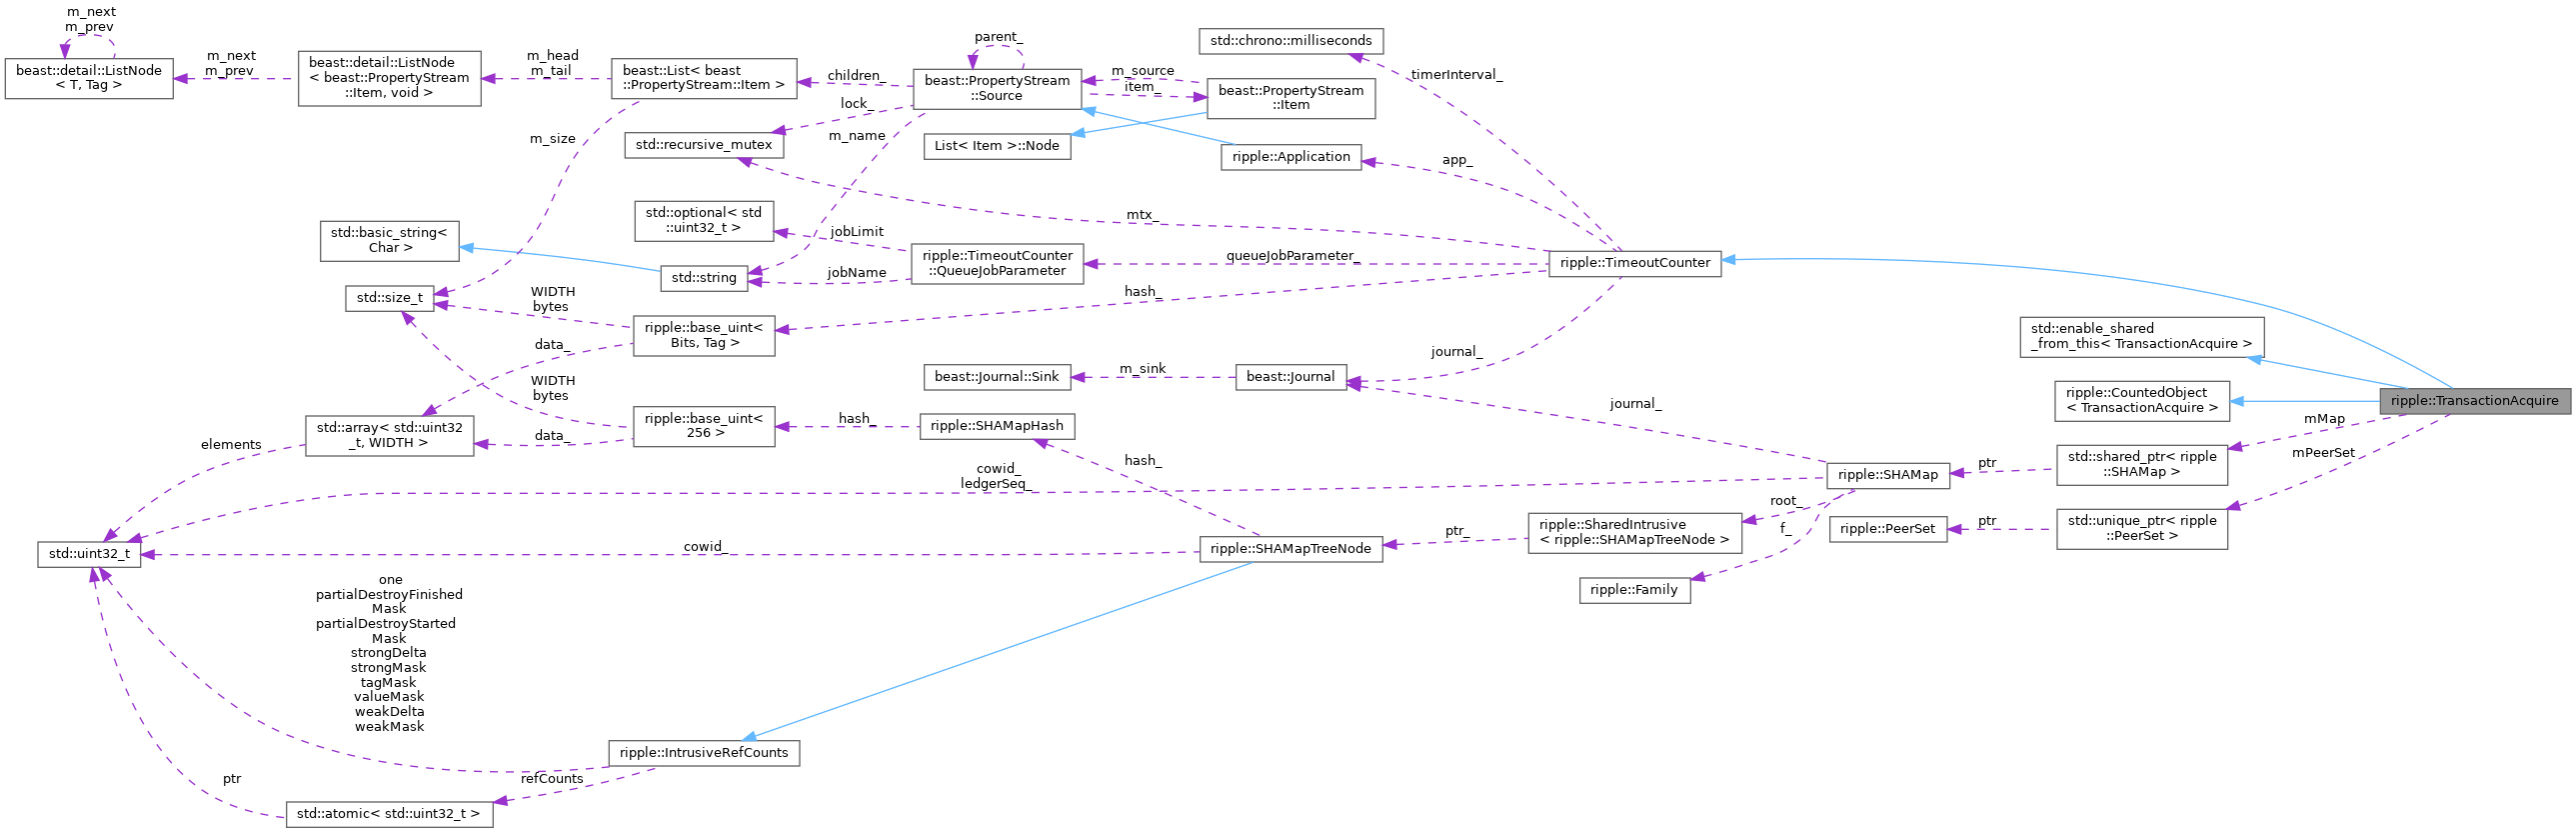 m_next
m_prev
beast::detail::ListNode
< T, Tag >
m_next
m_prev
beast::detail::ListNode
< beast::PropertyStream
::Item, void >
m_head
m_tail
beast::List< beast
::PropertyStream::Item >
children_
parent_
beast::PropertyStream
::Source
m_source
item_
beast::PropertyStream
::Item
std::chrono::milliseconds
timerInterval_
lock_
m_size
std::recursive_mutex
m_name
List< Item >::Node
ripple::Application
app_
std::optional< std
::uint32_t >
mtx_
jobLimit
std::basic_string<
Char >
std::string
jobName
ripple::TimeoutCounter
::QueueJobParameter
queueJobParameter_
ripple::TimeoutCounter
std::size_t
WIDTH
bytes
hash_
ripple::base_uint<
Bits, Tag >
data_
std::enable_shared
_from_this< TransactionAcquire >
journal_
beast::Journal::Sink
m_sink
beast::Journal
WIDTH
bytes
ripple::CountedObject
< TransactionAcquire >
ripple::TransactionAcquire
journal_
mMap
std::array< std::uint32
_t, WIDTH >
elements
data_
ripple::base_uint<
256 >
hash_
ripple::SHAMapHash
hash_
mPeerSet
cowid_
ledgerSeq_
ripple::SHAMap
ptr
std::shared_ptr< ripple
::SHAMap >
root_
f_
ripple::SharedIntrusive
< ripple::SHAMapTreeNode >
ripple::PeerSet
ptr
std::unique_ptr< ripple
::PeerSet >
ptr_
std::uint32_t
cowid_
ripple::SHAMapTreeNode
ripple::Family
one
partialDestroyFinished
Mask
partialDestroyStarted
Mask
strongDelta
strongMask
tagMask
valueMask
weakDelta
weakMask
ripple::IntrusiveRefCounts
ptr
refCounts
std::atomic< std::uint32_t >